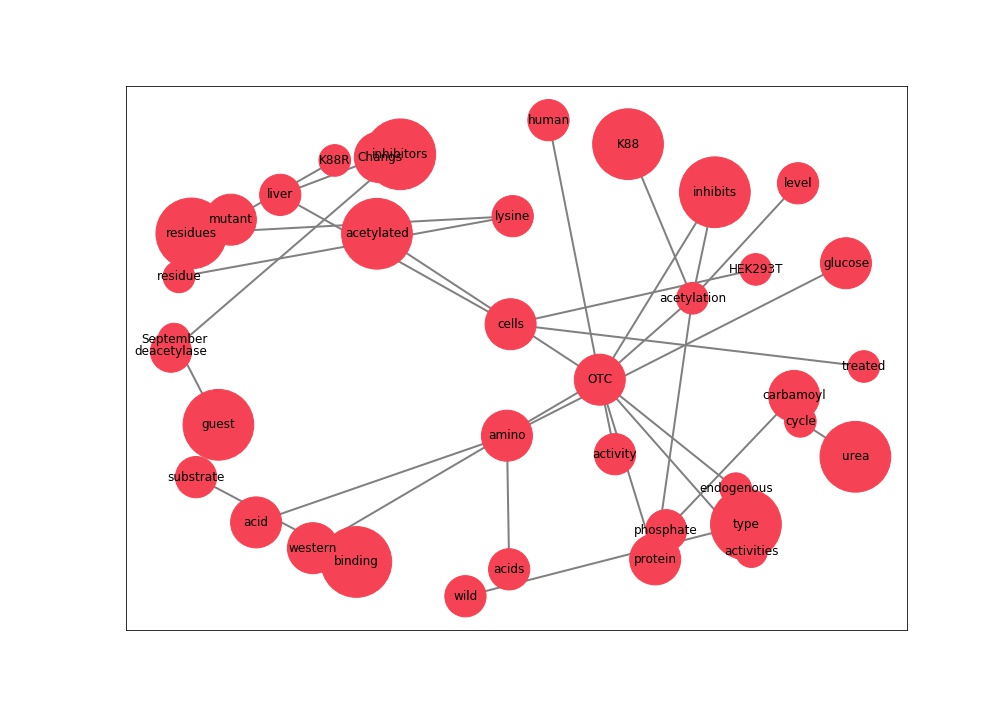 human
K88
K88R
Changs
inhibitors
level
inhibits
liver
lysine
mutant
residues
acetylated
glucose
HEK293T
residue
acetylation
cells
September
deacetylase
treated
OTC
carbamoyl
cycle
guest
amino
activity
urea
substrate
endogenous
acid
type
phosphate
western
activities
binding
protein
acids
wild